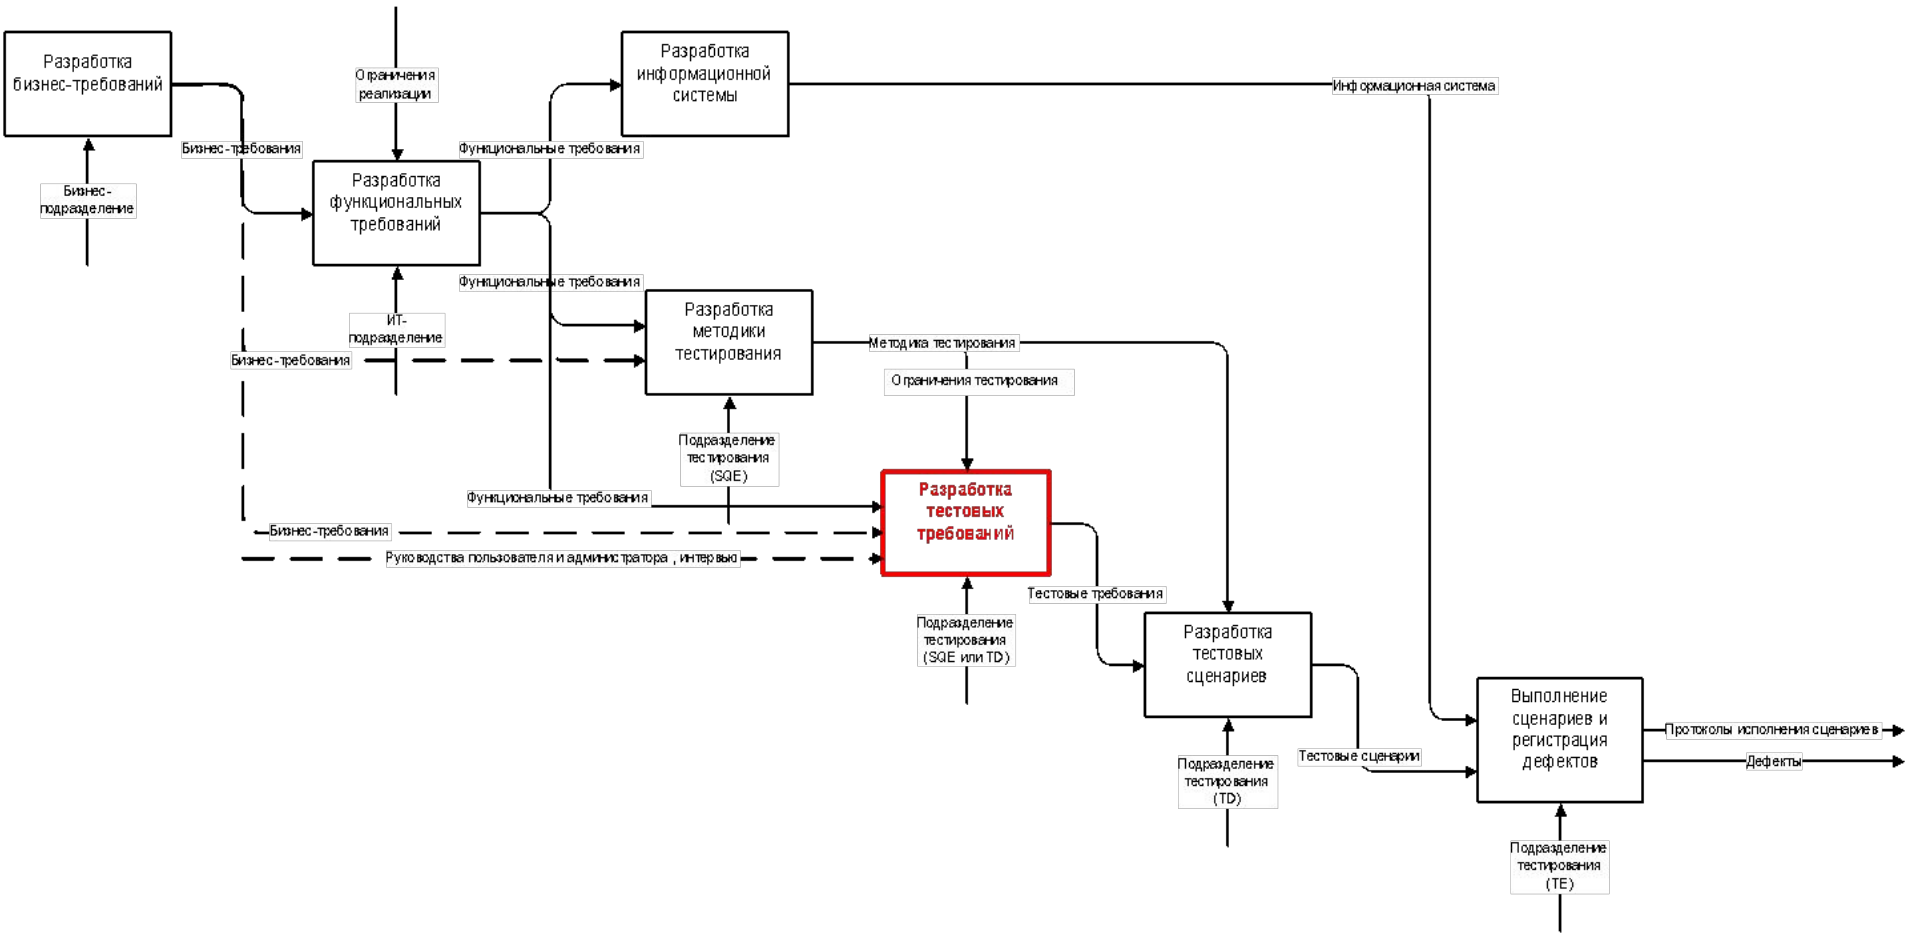 Разработка
бизнес-требований
Ограничения
реализации
Разработка
информационной
системы
Информационная система
Бизнес-требования
Функциональные требования
Бизнес-
подразделение
Разработка
функциональных
требований
Функциональные требования
ИТ-
подразделение
Бизнес-требования
Разработка
методики
тестирования
Методика тестирования
Ограничения тестирования
Подразделение
тестирования
(SQE)
Функциональные требования
Бизнес-требования
Руководства пользователя и администратора , интервью
Разработка
тестовых
требований
Подразделение
тестирования
(SQE или TD)
Тестовые требования
Разработка
тестовых
сценариев
Подразделение
тестирования
(TD)
Тестовые сценарии
Выполнение
сценариев и
регистрация
дефектов
Протоколы исполнения сценариев
Дефекты
Подразделение
тестирования
(TE)